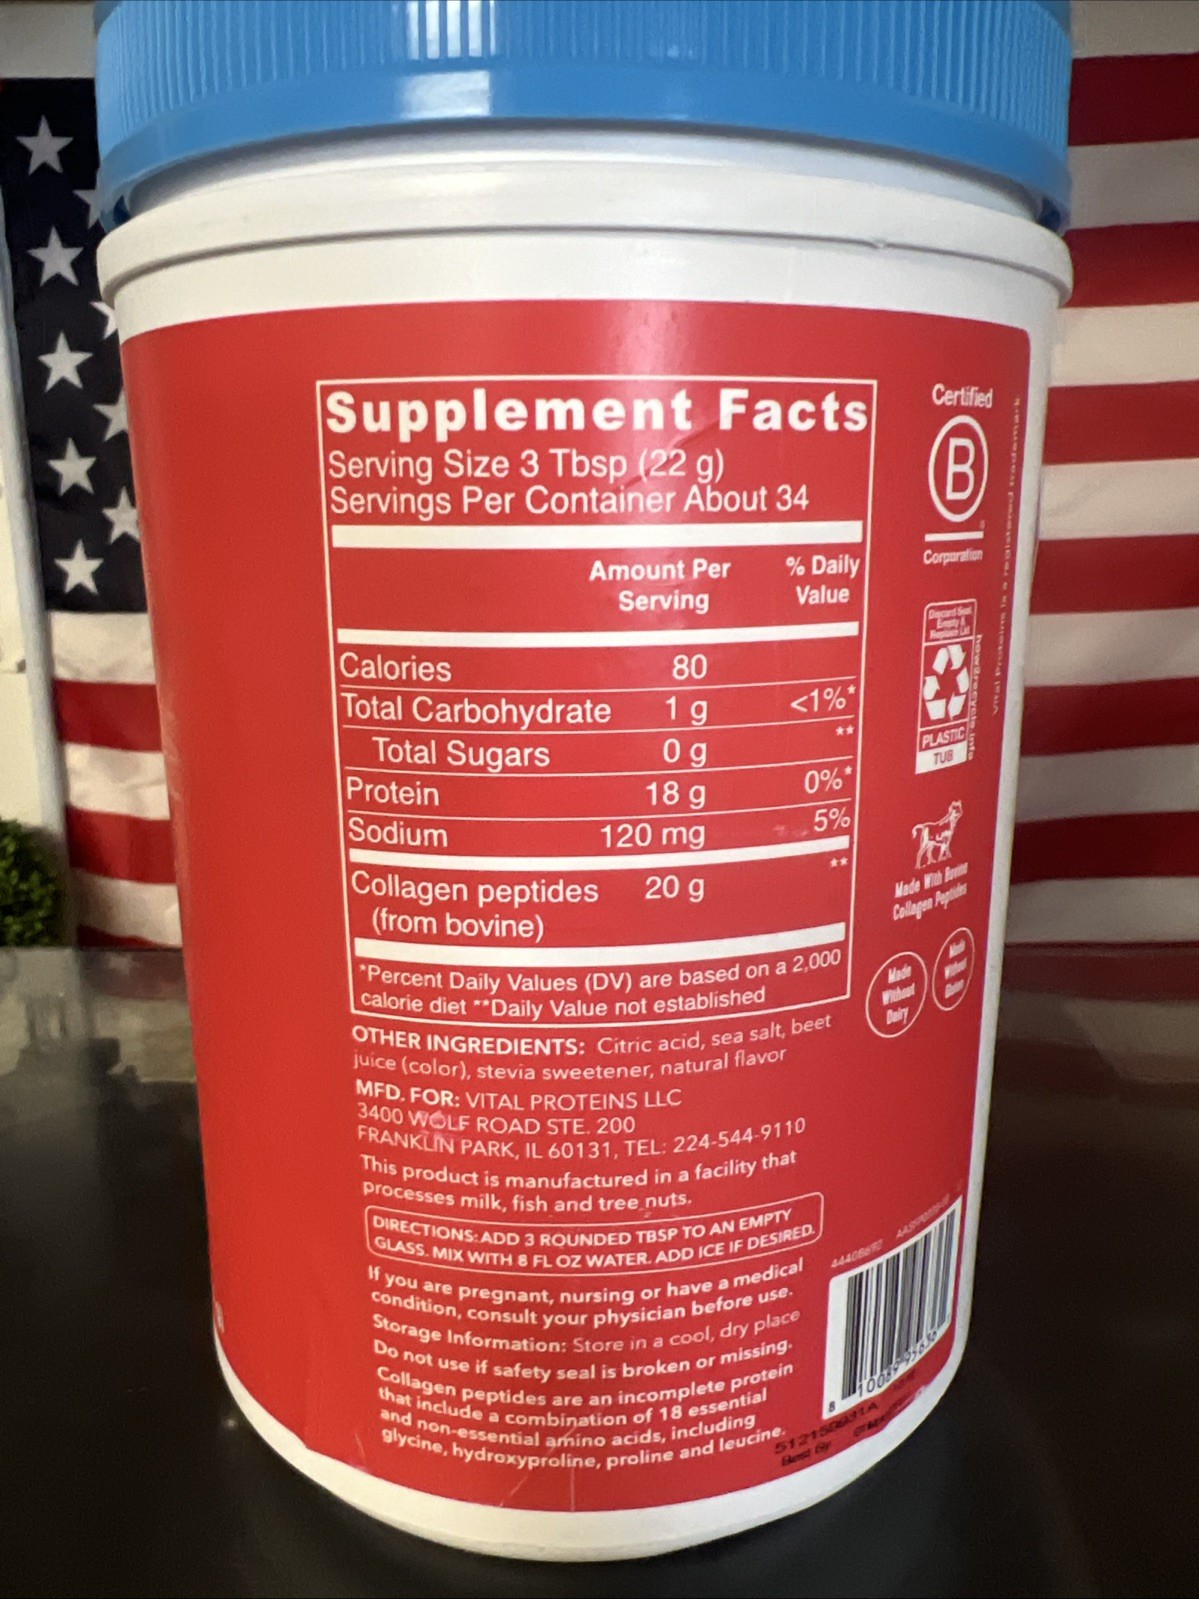 Supplement Facts
Serving Size 3 Tbsp (22 g)
Servings Per Container About 34
Amount Per Serving
% Daily Value
Calories 80
Total Carbohydrate 1 g <1%*
Total Sugars 0 g **
Protein 18 g 0%*
Sodium 120 mg 5%
Collagen peptides 20 g **
(from bovine)
*Percent Daily Values (DV) are based on a 2,000
calorie diet **Daily Value not established
OTHER INGREDIENTS: Citric acid, sea salt, beet
juice (color), stevia sweetener, natural flavor
MFD. FOR: VITAL PROTEINS LLC
3400 WOLF ROAD STE. 200
FRANKLIN PARK, IL 60131, TEL: 224-544-9110
This product is manufactured in a facility that
processes milk, fish and tree nuts.
DIRECTIONS: ADD 3 ROUNDED TBSP TO AN EMPTY
GLASS. MIX WITH 8 FL OZ WATER. ADD ICE IF DESIRED.
If you are pregnant, nursing or have a medical
condition, consult your physician before use.
Storage Information: Store in a cool, dry place
Do not use if safety seal is broken or missing.
Collagen peptides are an incomplete protein
that include a combination of 18 essential
and non-essential amino acids, including
glycine, hydroxyproline, proline and leucine.
Certified
B
®
Corporation
Vital Proteins is a registered trademark
Discard Seal
Empty &
Replace Lid
how2recycle.info
PLASTIC
TUB
Made With Bovine
Collagen Peptides
Made
Without
Dairy
Made
Without
Gluten
Best By